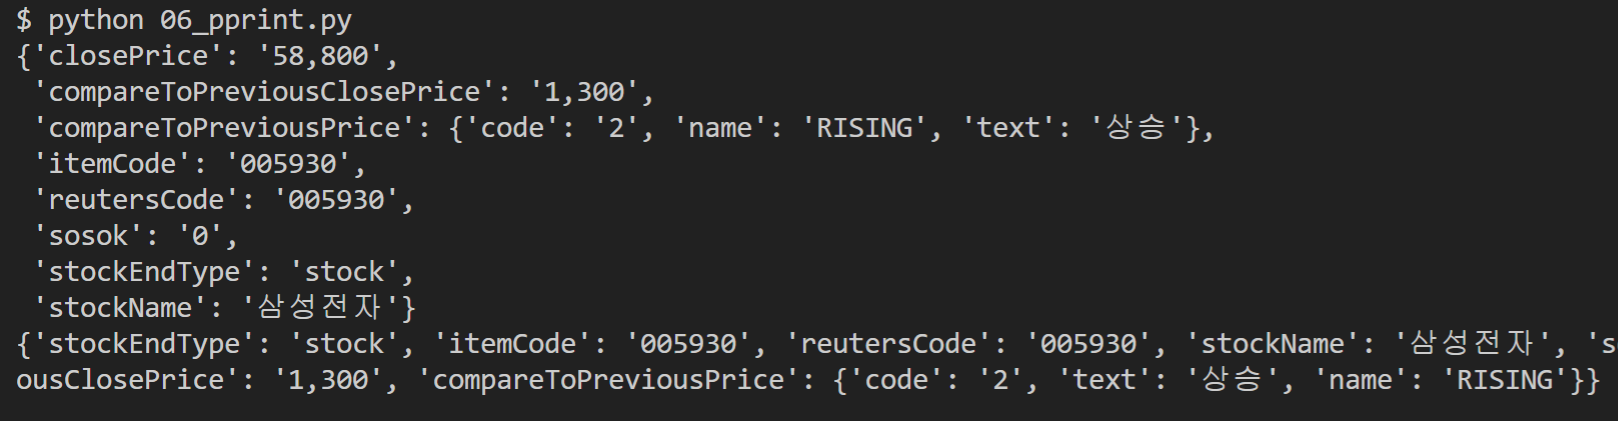 $ python 06_pprint.py
{'closePrice': '58,800',
 'compareToPreviousClosePrice': '1,300',
 'compareToPreviousPrice': {'code': '2', 'name': 'RISING', 'text': '상승'},
 'itemCode': '005930',
 'reutersCode': '005930',
 'sosok': '0',
 'stockEndType': 'stock',
 'stockName': '삼성전자'}
{'stockEndType': 'stock', 'itemCode': '005930', 'reutersCode': '005930', 'stockName': '삼성전자', 's
ousClosePrice': '1,300', 'compareToPreviousPrice': {'code': '2', 'text': '상승', 'name': 'RISING'}}